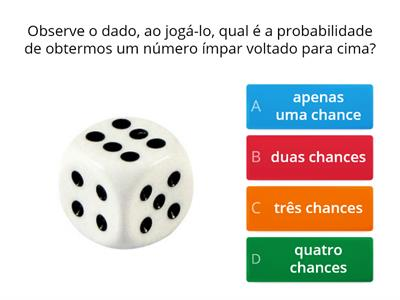 Observe o dado, ao jogá-lo, qual é a probabilidade
de obtermos um número ímpar voltado para cima?
A apenas
uma chance
B duas chances
C três chances
D quatro
chances